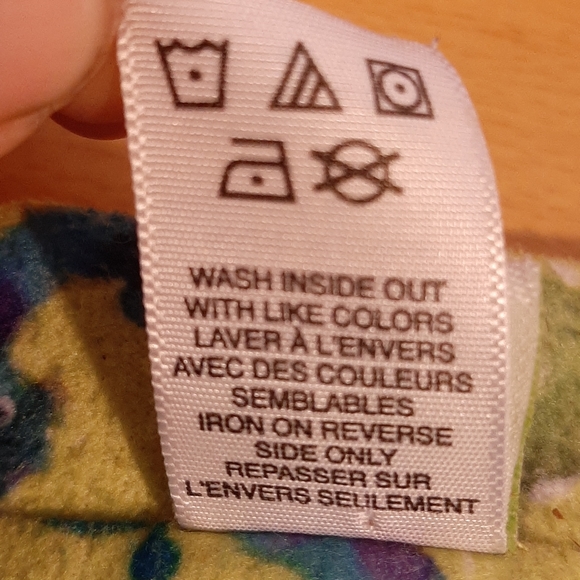 WASH INSIDE OUT
WITH LIKE COLORS
LAVER À L'ENVERS
AVEC DES COULEURS
SEMBLABLES
IRON ON REVERSE
SIDE ONLY
REPASSER SUR
L'ENVERS SEULEMENT